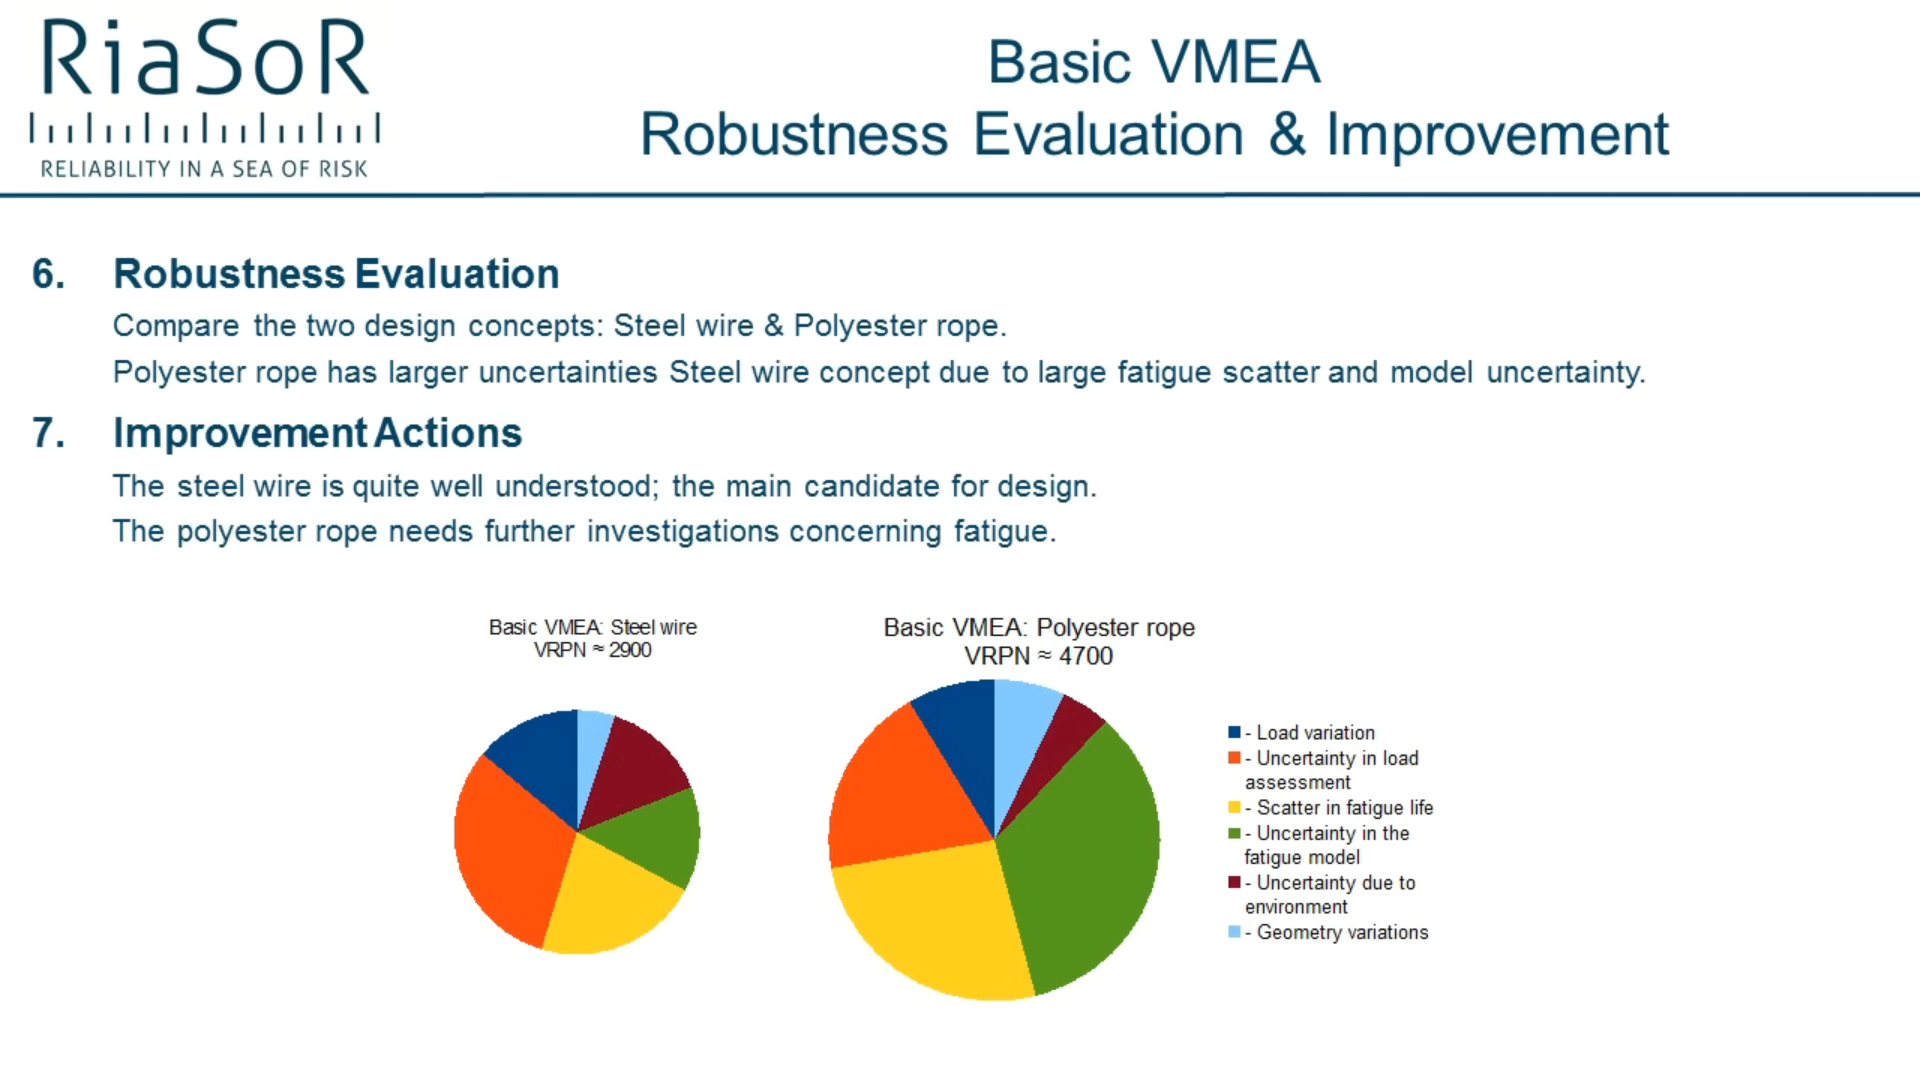 RiaSoR
RELIABILITY IN A SEA OF RISK
Basic VMEA
Robustness Evaluation & Improvement
6. Robustness Evaluation
Compare the two design concepts: Steel wire & Polyester rope.
Polyester rope has larger uncertainties Steel wire concept due to large fatigue scatter and model uncertainty.
7. Improvement Actions
The steel wire is quite well understood; the main candidate for design.
The polyester rope needs further investigations concerning fatigue.
Basic VMEA: Steel wire
VRPN ≈ 2900
Basic VMEA: Polyester rope
VRPN ≈ 4700
- Load variation
- Uncertainty in load
assessment
- Scatter in fatigue life
- Uncertainty in the
fatigue model
- Uncertainty due to
environment
- Geometry variations